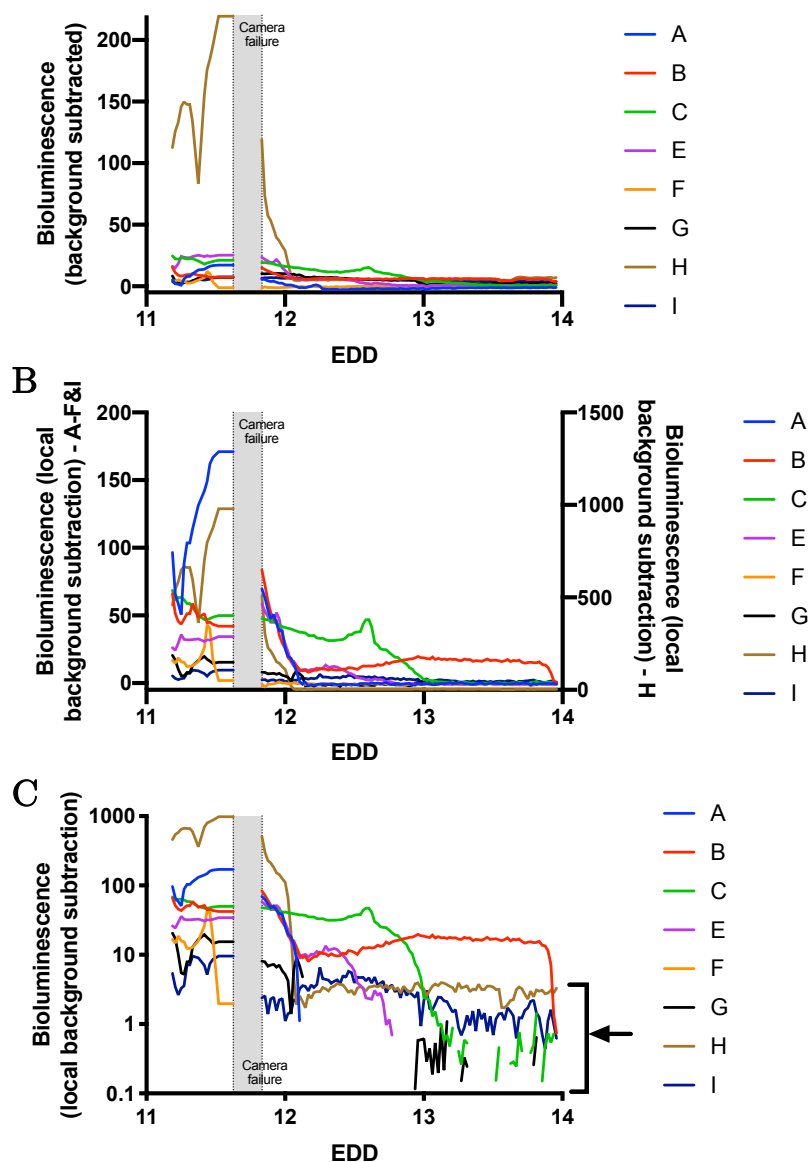 Bioluminescence
(background subtracted)
200
150
100
50
0
Camera
failure
11
12
13
14
EDD
A
B
C
E
F
G
H
I
B
Bioluminescence (local
background subtraction) - A-F&I
200
150
100
50
0
Camera
failure
1500
1000
500
0
Bioluminescence (local
background subtraction) - H
11
12
13
14
EDD
A
B
C
E
F
G
H
I
C
Bioluminescence
(local background subtraction)
1000
100
10
1
0.1
Camera
failure
11
12
13
14
EDD
A
B
C
E
F
G
H
I